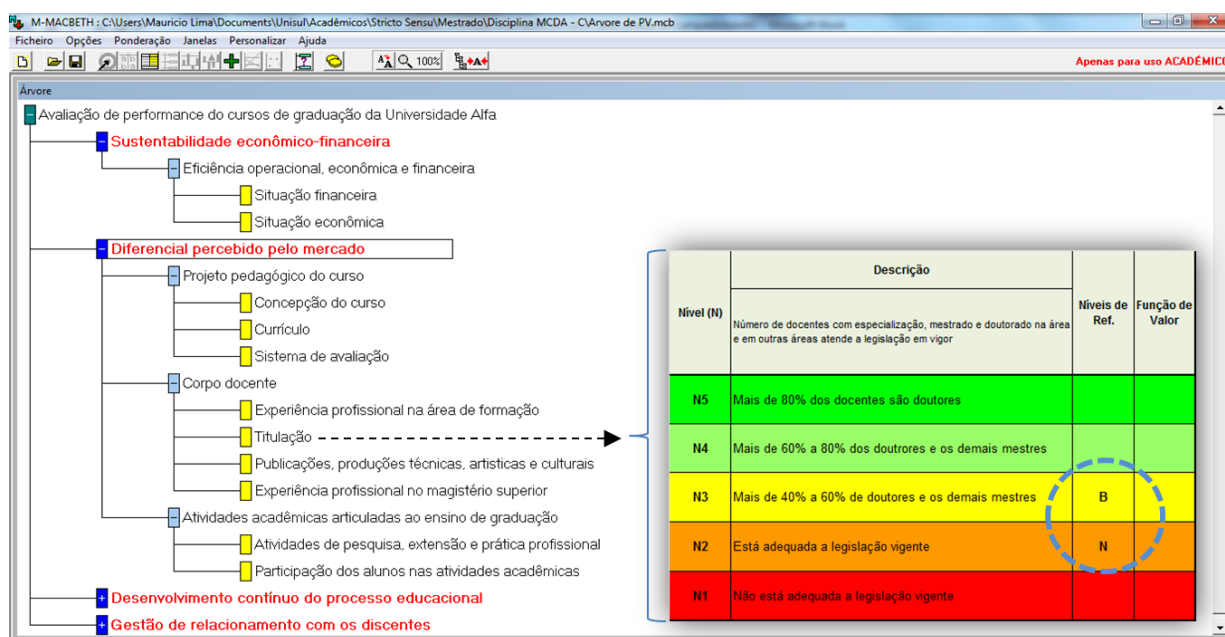 M-MACBETH : C:\Users\Mauricio Lima\Documents\Unisul\Acadêmicos\Stricto Sensu\Mestrado\Disciplina MCDA - C\Arvore de PV.mcb
Ficheiro Opções Ponderação Janelas Personalizar Ajuda
100%
Apenas para uso ACADÉMICO
Árvore
Avaliação de performance do cursos de graduação da Universidade Alfa
Sustentabilidade econômico-financeira
Eficiência operacional, econômica e financeira
Situação financeira
Situação econômica
Diferencial percebido pelo mercado
Projeto pedagógico do curso
Concepção do curso
Currículo
Sistema de avaliação
Corpo docente
Experiência profissional na área de formação
Titulação
Publicações, produções técnicas, artisticas e culturais
Experiência profissional no magistério superior
Atividades acadêmicas articuladas ao ensino de graduação
Atividades de pesquisa, extensão e prática profissional
Participação dos alunos nas atividades acadêmicas
Desenvolvimento contínuo do processo educacional
Gestão de relacionamento com os discentes
Nível (N)
Descrição
Número de docentes com especialização, mestrado e doutorado na área
e em outras áreas atende a legislação em vigor
Níveis de
Ref.
Função de
Valor
N5 Mais de 80% dos docentes são doutores
N4 Mais de 60% a 80% dos doutrores e os demais mestres
N3 Mais de 40% a 60% de doutores e os demais mestres B
N2 Está adequada a legislação vigente N
N1 Não está adequada a legislação vigente